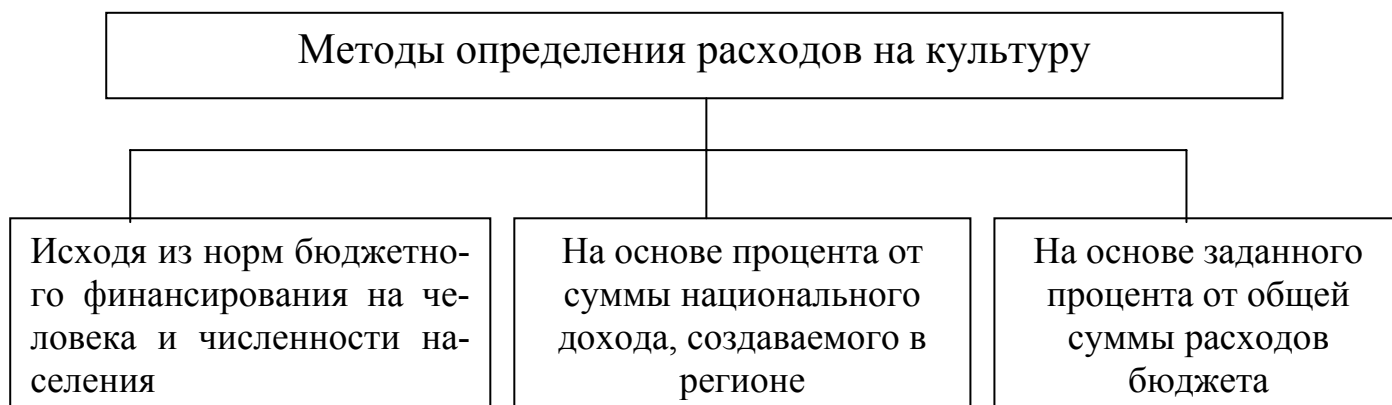 Методы определения расходов на культуру
Исходя из норм бюджетно-
го финансирования на че-
ловека и численности на-
селения
На основе процента от
суммы национального
дохода, создаваемого в
регионе
На основе заданного
процента от общей
суммы расходов
бюджета